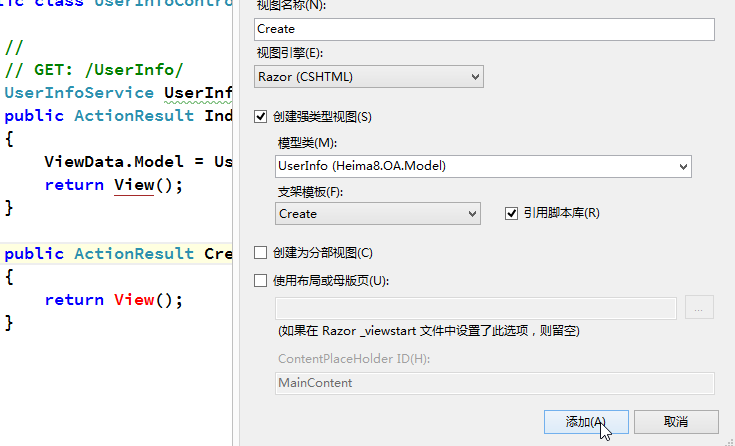 lic class UserInfoContro
//
// GET: /UserInfo/
UserInfoService UserInf
public ActionResult Ind
{
ViewData.Model = Us
return View();
}
public ActionResult Cre
{
return View();
}
视图名称(N):
Create
视图引擎(E):
Razor (CSHTML)
创建强类型视图(S)
模型类(M):
UserInfo (Heima8.OA.Model)
支架模板(F):
Create
引用脚本库(R)
创建为分部视图(C)
使用布局或母版页(U):
...
(如果在 Razor _viewstart 文件中设置了此选项，则留空)
ContentPlaceHolder ID(H):
MainContent
添加(A)
取消